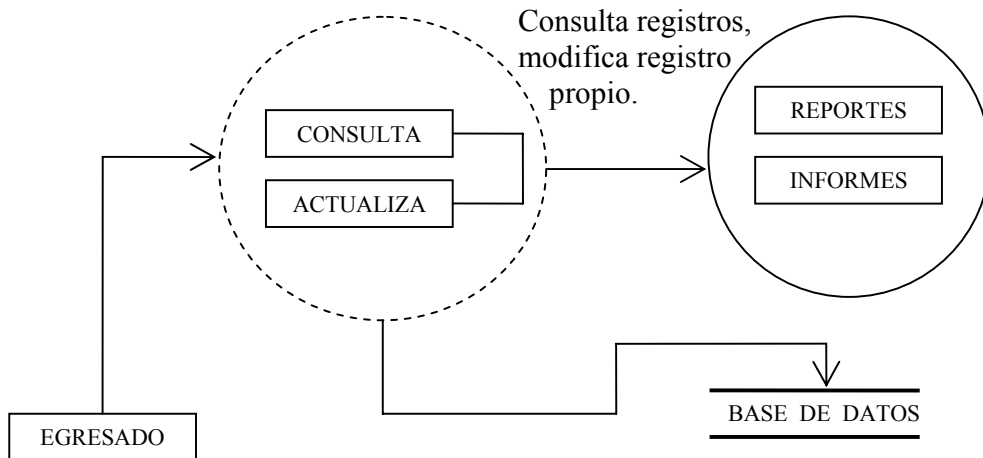 Consulta registros,
modifica registro
propio.
CONSULTA
ACTUALIZA
REPORTES
INFORMES
BASE DE DATOS
EGRESADO